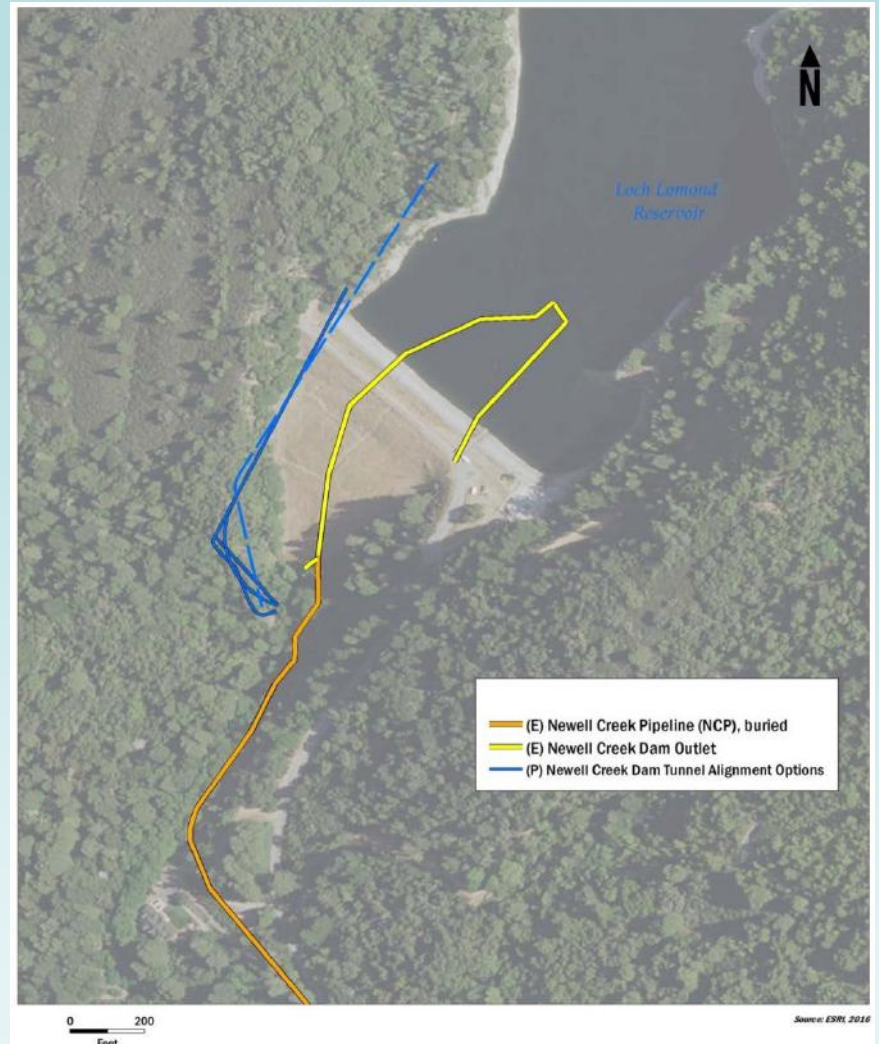 N
Loch Lomond
Reservoir
(E) Newell Creek Pipeline (NCP), buried
(E) Newell Creek Dam Outlet
(P) Newell Creek Dam Tunnel Alignment Options
0 200
Feet
Source: ESRI, 2016